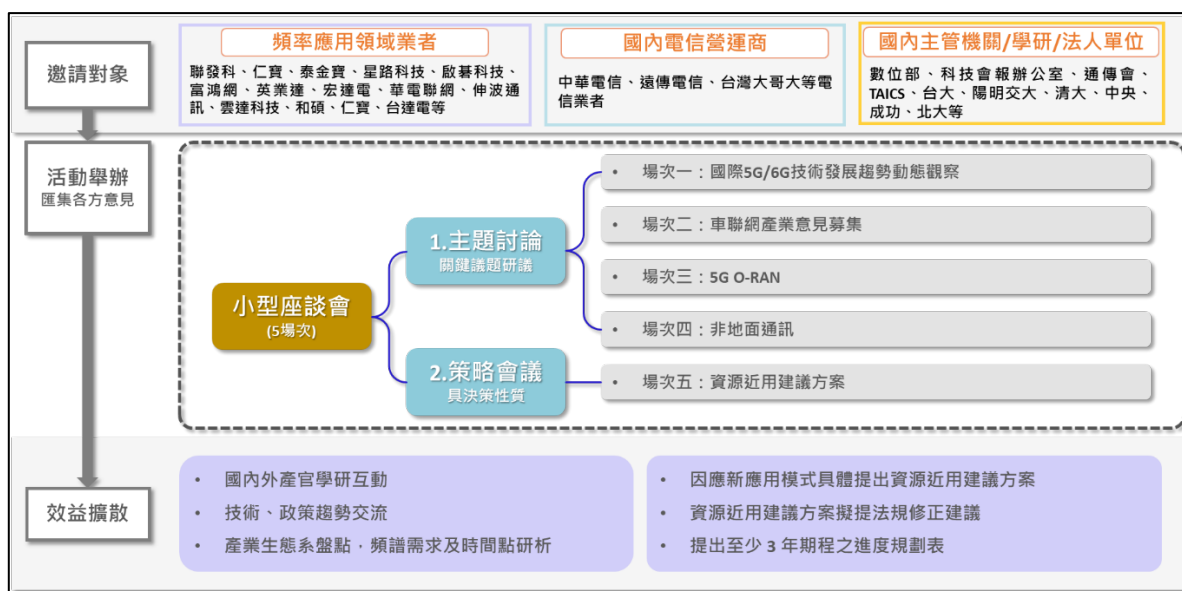 邀請對象
頻率應用領域業者
聯發科、仁寶、泰金寶、星路科技、啟碁科技、
富鴻網、英業達、宏達電、華電聯網、伸波通
訊、雲達科技、和碩、仁寶、台達電等
國內電信營運商
中華電信、遠傳電信、台灣大哥大等電
信業者
國內主管機關/學研/法人單位
數位部、科技會報辦公室、通傳會、
TAICS、台大、陽明交大、清大、中央、
成功、北大等
活動舉辦
匯集各方意見
小型座談會
(5場次)
1.主題討論
關鍵議題研議
• 場次一：國際5G/6G技術發展趨勢動態觀察
• 場次二：車聯網產業意見募集
• 場次三：5G O-RAN
• 場次四：非地面通訊
2.策略會議
具決策性質
• 場次五：資源近用建議方案
效益擴散
• 國內外產官學研互動
• 技術、政策趨勢交流
• 產業生態系盤點，頻譜需求及時間點研析
• 因應新應用模式具體提出資源近用建議方案
• 資源近用建議方案擬提法規修正建議
• 提出至少 3 年期程之進度規劃表